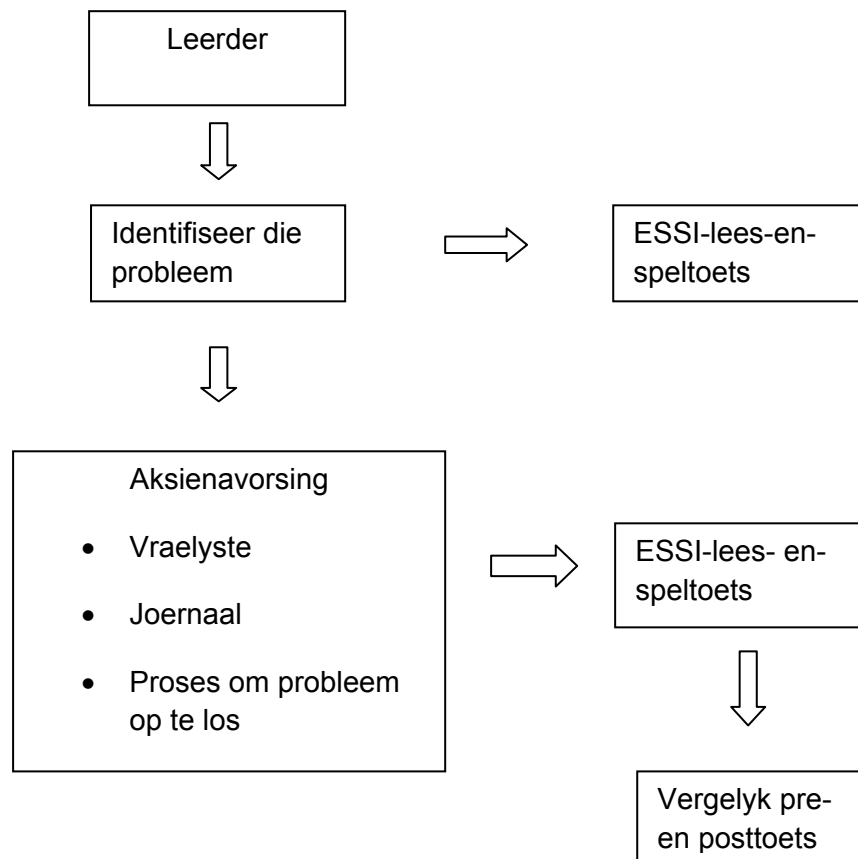 Leerder
Identifiseer die
probleem
ESSI-lees-en-
speltoets
Aksienavorsing
• Vraelyste
• Joernaal
• Proses om probleem
op te los
ESSI-lees- en-
speltoets
Vergelyk pre-
en posttoets